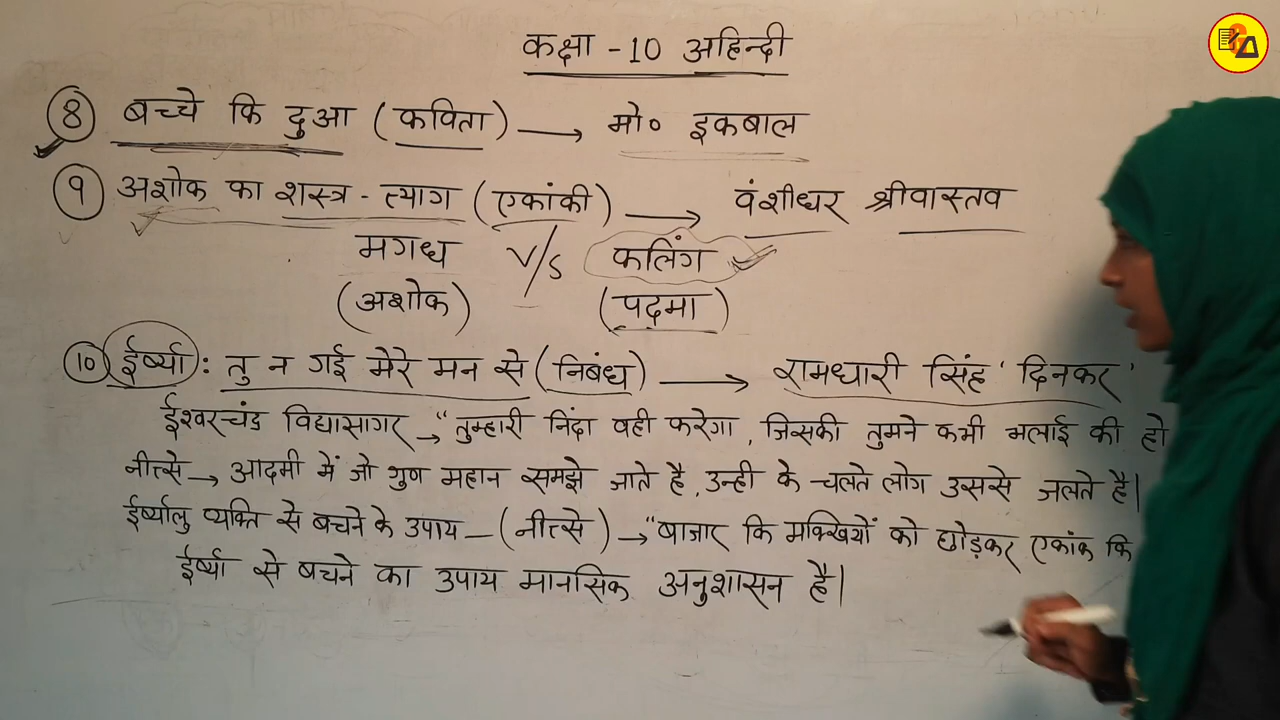 कक्षा - 10 अहिन्दी
8 बच्चे कि दुआ (कविता) → मो० इकबाल
9 अशोक का शस्त्र - त्याग (एकांकी) → वंशीधर श्रीवास्तव
मगध V/S कलिंग
(अशोक) (पदमा)
10 ईर्ष्या : तु न गई मेरे मन से (निबंध) → रामधारी सिंह 'दिनकर'
ईश्वरचंद्र विद्यासागर → "तुम्हारी निंदा वही करेगा, जिसकी तुमने कभी भलाई की हो
नीत्से → आदमी में जो गुण महान समझे जाते है, उन्ही के चलते लोग उससे जलते है|
ईर्ष्यालु व्यक्ति से बचने के उपाय - (नीत्से) → "बाजार कि मक्खियों को छोड़कर एकांक कि
ईर्ष्या से बचने का उपाय मानसिक अनुशासन है|